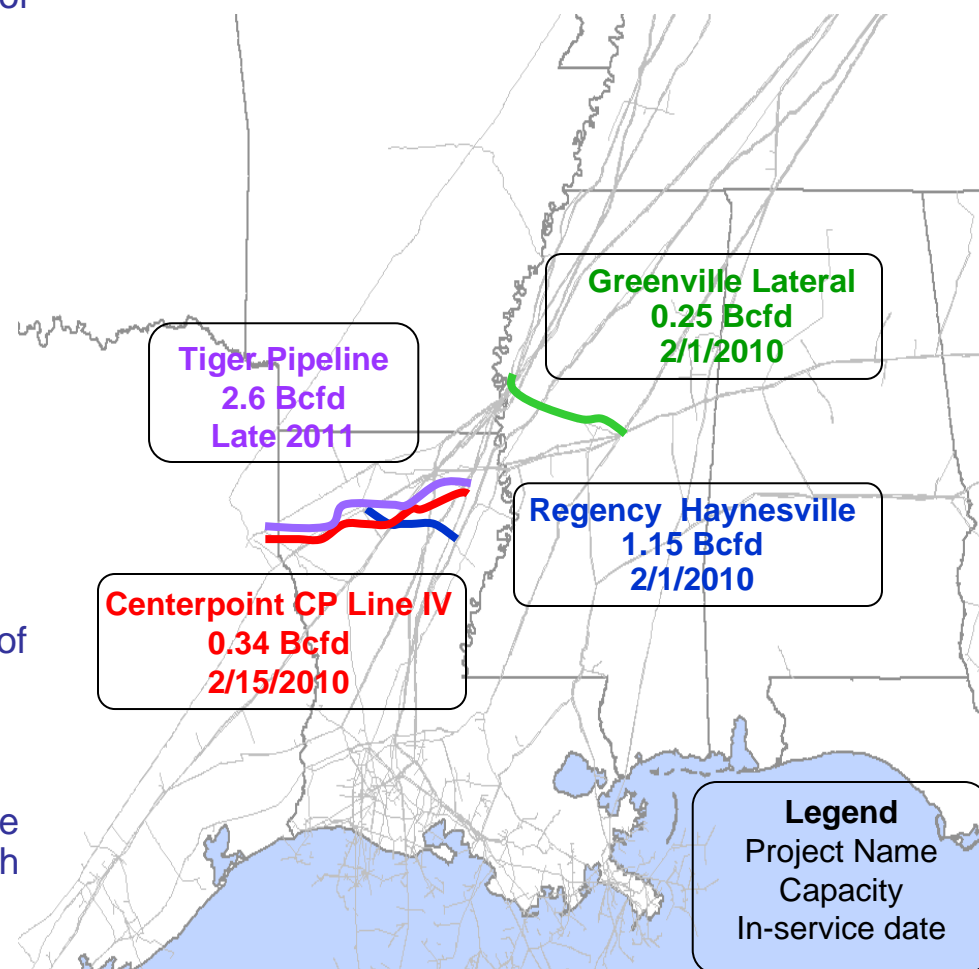 of
Greenville Lateral
0.25 Bcfd
2/1/2010
Tiger Pipeline
2.6 Bcfd
Late 2011
Regency Haynesville
1.15 Bcfd
2/1/2010
Centerpoint CP Line IV
0.34 Bcfd
2/15/2010
of
e
h
Legend
Project Name
Capacity
In-service date